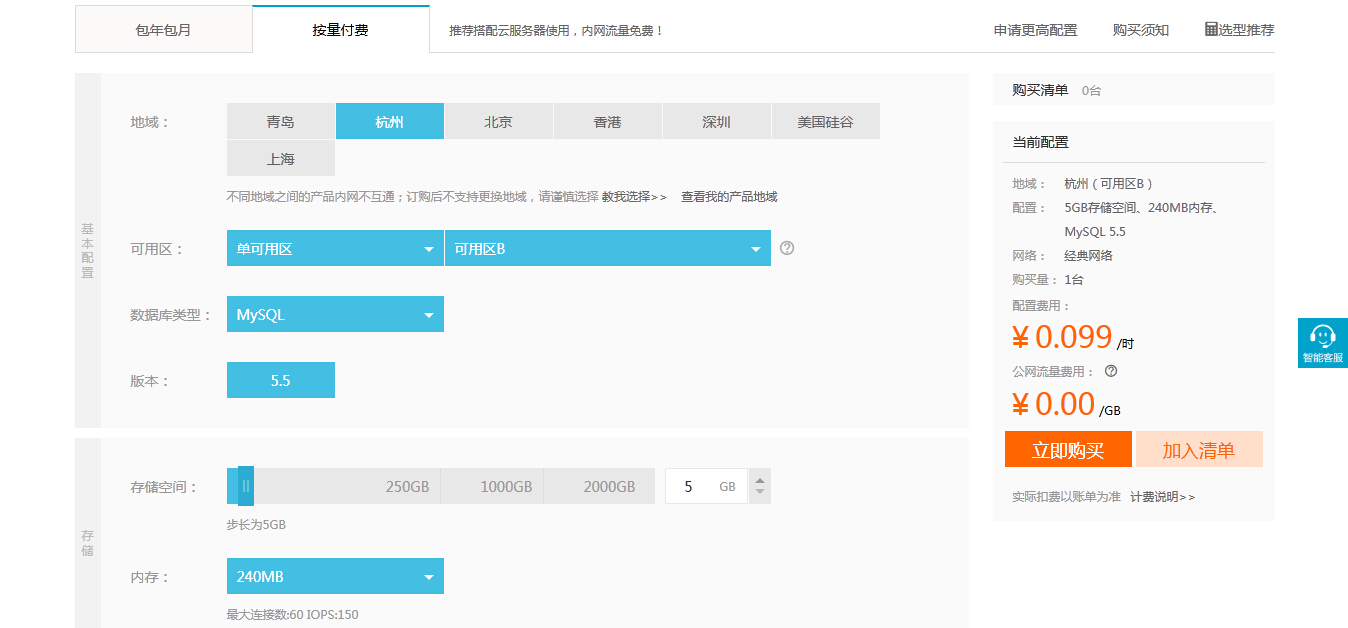 包年包月
按量付费
推荐搭配云服务器使用，内网流量免费！
申请更高配置
购买须知
选型推荐
基本配置
地域：
青岛
杭州
北京
香港
深圳
美国硅谷
上海
不同地域之间的产品内网不互通；订购后不支持更换地域，请谨慎选择 教我选择>> 查看我的产品地域
可用区：
单可用区
可用区B
数据库类型：
MySQL
版本：
5.5
存储
存储空间：
250GB
1000GB
2000GB
5 GB
步长为5GB
内存：
240MB
最大连接数:60 IOPS:150
购买清单 0台
当前配置
地域： 杭州（可用区B）
配置： 5GB存储空间、240MB内存、
MySQL 5.5
网络： 经典网络
购买量： 1台
配置费用：
¥ 0.099 /时
公网流量费用：
¥ 0.00 /GB
立即购买
加入清单
实际扣费以账单为准 计费说明>>
智能客服